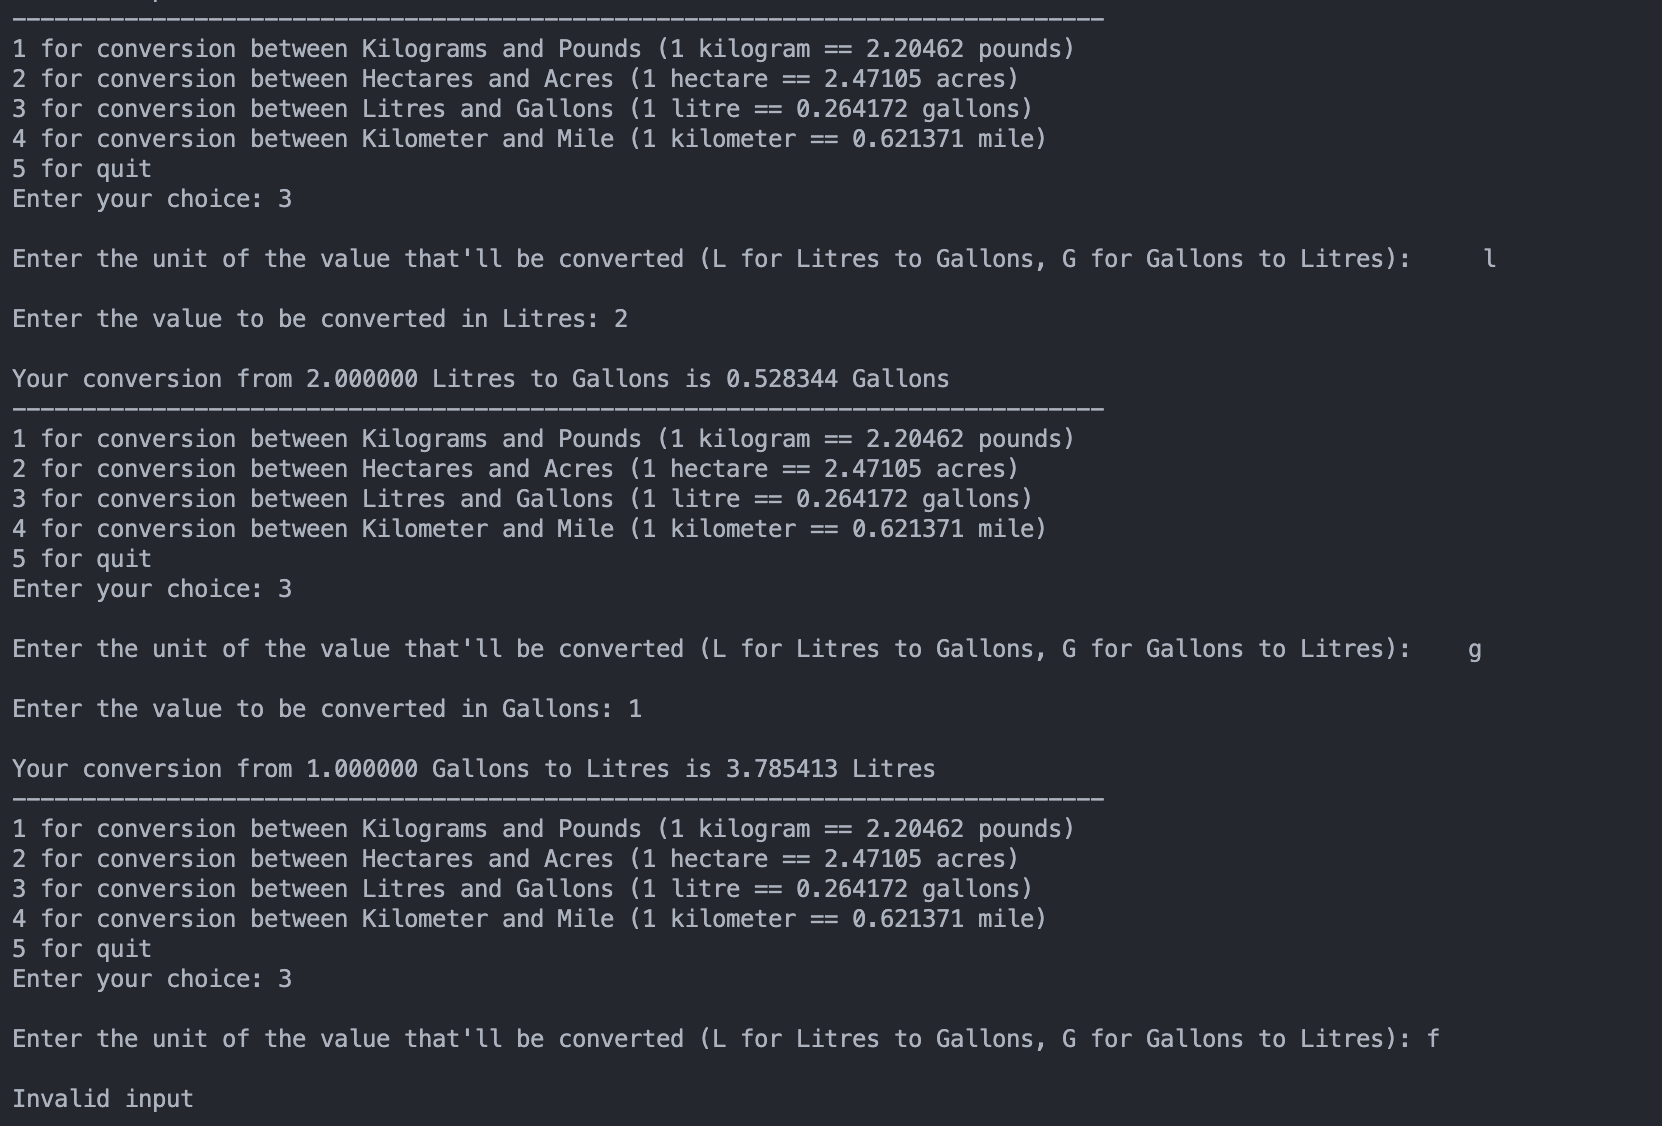 ------------------------------------------------------------------------------
1 for conversion between Kilograms and Pounds (1 kilogram == 2.20462 pounds)
2 for conversion between Hectares and Acres (1 hectare == 2.47105 acres)
3 for conversion between Litres and Gallons (1 litre == 0.264172 gallons)
4 for conversion between Kilometer and Mile (1 kilometer == 0.621371 mile)
5 for quit
Enter your choice: 3
Enter the unit of the value that'll be converted (L for Litres to Gallons, G for Gallons to Litres):     l
Enter the value to be converted in Litres: 2
Your conversion from 2.000000 Litres to Gallons is 0.528344 Gallons
------------------------------------------------------------------------------
1 for conversion between Kilograms and Pounds (1 kilogram == 2.20462 pounds)
2 for conversion between Hectares and Acres (1 hectare == 2.47105 acres)
3 for conversion between Litres and Gallons (1 litre == 0.264172 gallons)
4 for conversion between Kilometer and Mile (1 kilometer == 0.621371 mile)
5 for quit
Enter your choice: 3
Enter the unit of the value that'll be converted (L for Litres to Gallons, G for Gallons to Litres):    g
Enter the value to be converted in Gallons: 1
Your conversion from 1.000000 Gallons to Litres is 3.785413 Litres
------------------------------------------------------------------------------
1 for conversion between Kilograms and Pounds (1 kilogram == 2.20462 pounds)
2 for conversion between Hectares and Acres (1 hectare == 2.47105 acres)
3 for conversion between Litres and Gallons (1 litre == 0.264172 gallons)
4 for conversion between Kilometer and Mile (1 kilometer == 0.621371 mile)
5 for quit
Enter your choice: 3
Enter the unit of the value that'll be converted (L for Litres to Gallons, G for Gallons to Litres): f
Invalid input